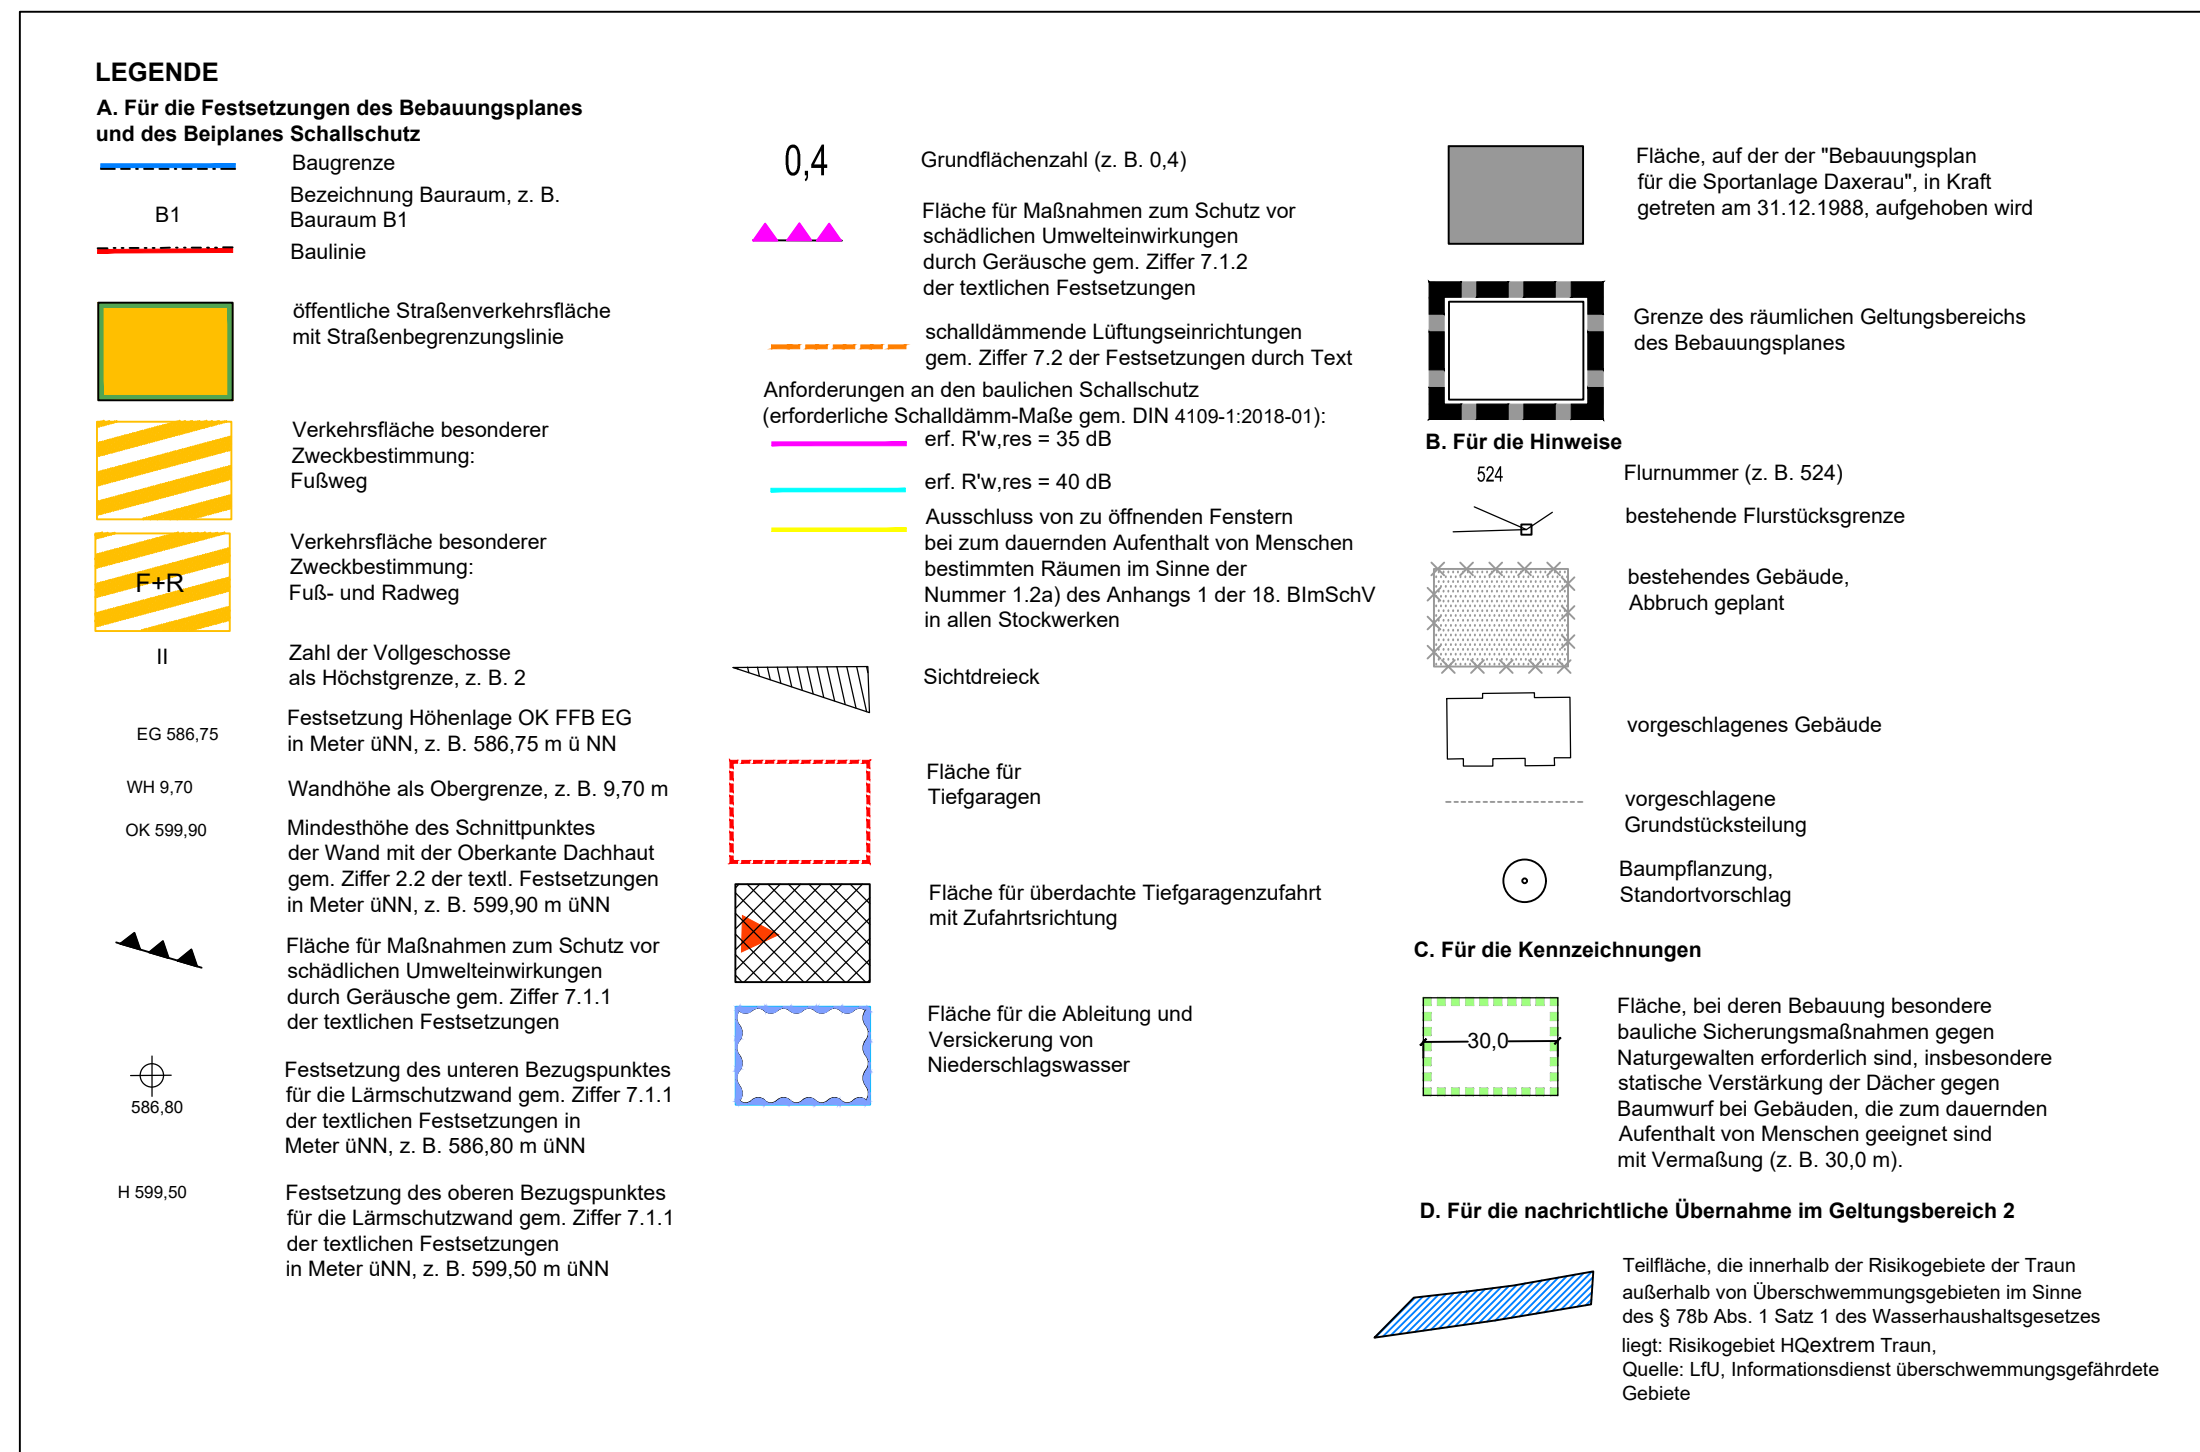 LEGENDE
A. Für die Festsetzungen des Bebauungsplanes
und des Beiplanes Schallschutz
Baugrenze
B1
Bezeichnung Bauraum, z. B.
Bauraum B1
Baulinie
öffentliche Straßenverkehrsfläche
mit Straßenbegrenzungslinie
Verkehrsfläche besonderer
Zweckbestimmung:
Fußweg
F+R
Verkehrsfläche besonderer
Zweckbestimmung:
Fuß- und Radweg
II
Zahl der Vollgeschosse
als Höchstgrenze, z. B. 2
EG 586,75
Festsetzung Höhenlage OK FFB EG
in Meter üNN, z. B. 586,75 m ü NN
WH 9,70
Wandhöhe als Obergrenze, z. B. 9,70 m
OK 599,90
Mindesthöhe des Schnittpunktes
der Wand mit der Oberkante Dachhaut
gem. Ziffer 2.2 der textl. Festsetzungen
in Meter üNN, z. B. 599,90 m üNN
Fläche für Maßnahmen zum Schutz vor
schädlichen Umwelteinwirkungen
durch Geräusche gem. Ziffer 7.1.1
der textlichen Festsetzungen
586,80
Festsetzung des unteren Bezugspunktes
für die Lärmschutzwand gem. Ziffer 7.1.1
der textlichen Festsetzungen in
Meter üNN, z. B. 586,80 m üNN
H 599,50
Festsetzung des oberen Bezugspunktes
für die Lärmschutzwand gem. Ziffer 7.1.1
der textlichen Festsetzungen
in Meter üNN, z. B. 599,50 m üNN
0,4
Grundflächenzahl (z. B. 0,4)
Fläche für Maßnahmen zum Schutz vor
schädlichen Umwelteinwirkungen
durch Geräusche gem. Ziffer 7.1.2
der textlichen Festsetzungen
schalldämmende Lüftungseinrichtungen
gem. Ziffer 7.2 der Festsetzungen durch Text
Anforderungen an den baulichen Schallschutz
(erforderliche Schalldämm-Maße gem. DIN 4109-1:2018-01):
erf. R'w,res = 35 dB
erf. R'w,res = 40 dB
Ausschluss von zu öffnenden Fenstern
bei zum dauernden Aufenthalt von Menschen
bestimmten Räumen im Sinne der
Nummer 1.2a) des Anhangs 1 der 18. BImSchV
in allen Stockwerken
Sichtdreieck
Fläche für
Tiefgaragen
Fläche für überdachte Tiefgaragenzufahrt
mit Zufahrtsrichtung
Fläche für die Ableitung und
Versickerung von
Niederschlagswasser
Fläche, auf der der "Bebauungsplan
für die Sportanlage Daxerau", in Kraft
getreten am 31.12.1988, aufgehoben wird
Grenze des räumlichen Geltungsbereichs
des Bebauungsplanes
B. Für die Hinweise
524
Flurnummer (z. B. 524)
bestehende Flurstücksgrenze
bestehendes Gebäude,
Abbruch geplant
vorgeschlagenes Gebäude
vorgeschlagene
Grundstücksteilung
Baumpflanzung,
Standortvorschlag
C. Für die Kennzeichnungen
30,0
Fläche, bei deren Bebauung besondere
bauliche Sicherungsmaßnahmen gegen
Naturgewalten erforderlich sind, insbesondere
statische Verstärkung der Dächer gegen
Baumwurf bei Gebäuden, die zum dauernden
Aufenthalt von Menschen geeignet sind
mit Vermaßung (z. B. 30,0 m).
D. Für die nachrichtliche Übernahme im Geltungsbereich 2
Teilfläche, die innerhalb der Risikogebiete der Traun
außerhalb von Überschwemmungsgebieten im Sinne
des § 78b Abs. 1 Satz 1 des Wasserhaushaltsgesetzes
liegt: Risikogebiet HQextrem Traun,
Quelle: LfU, Informationsdienst überschwemmungsgefährdete
Gebiete